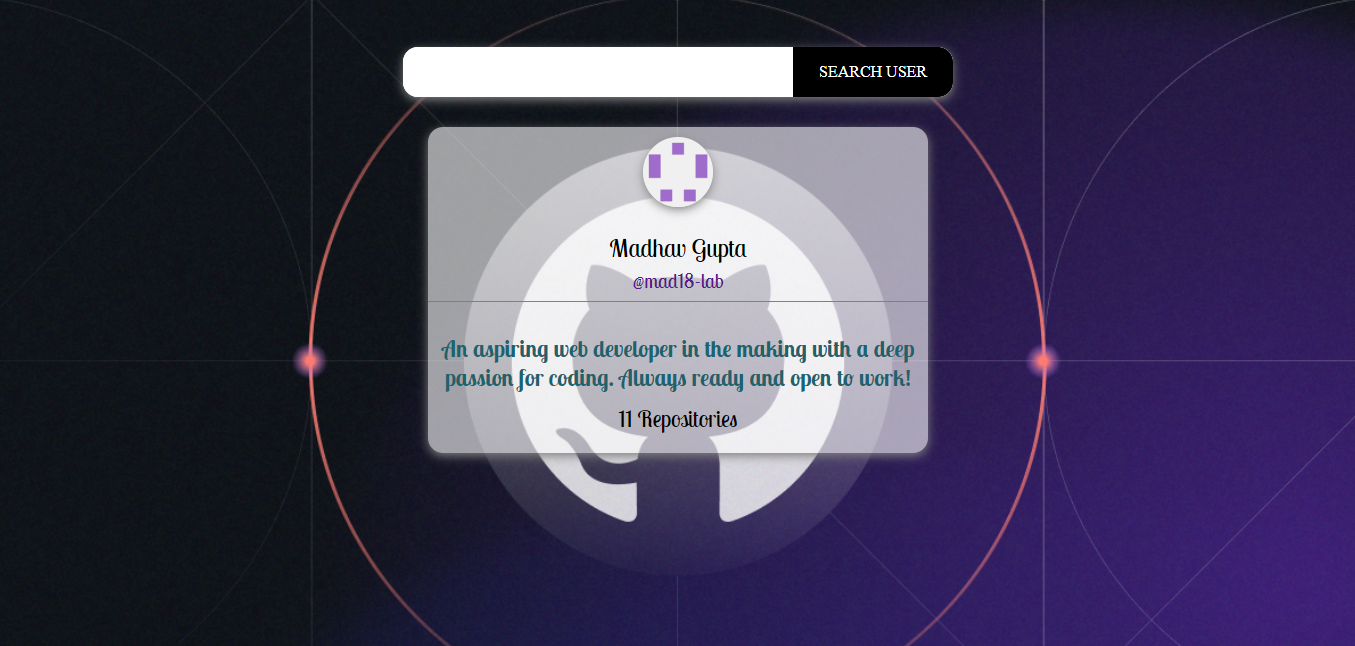 SEARCH USER
Madhav Gupta
@mad18-lab
An aspiring web developer in the making with a deep
passion for coding. Always ready and open to work!
11 Repositories